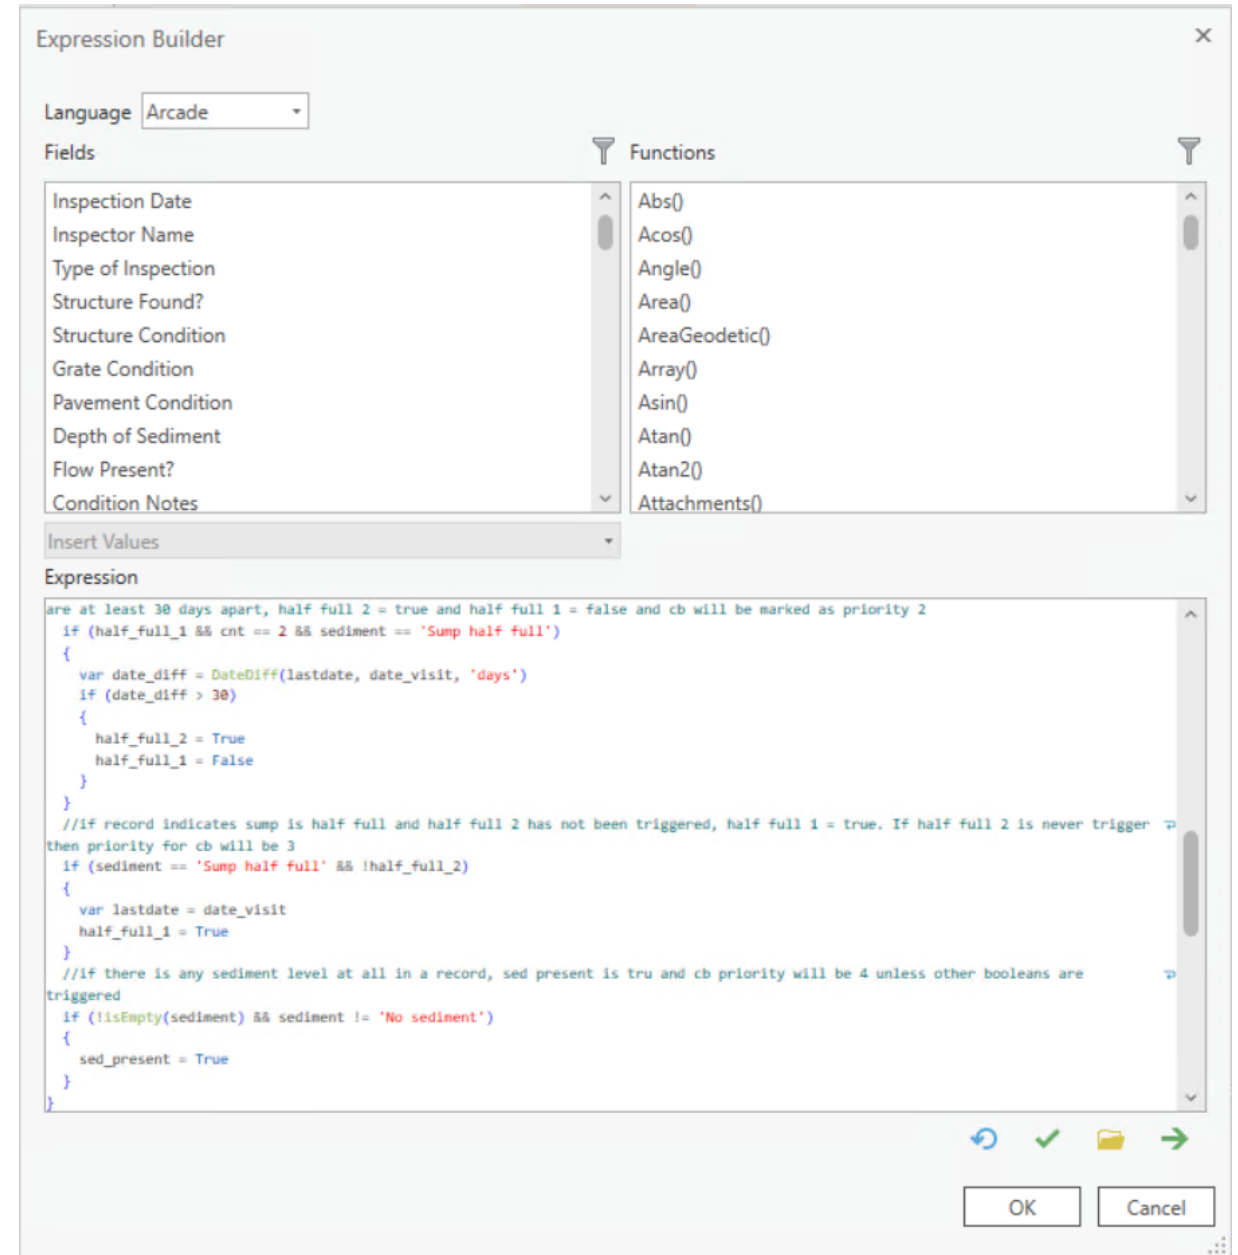 Expression Builder
Language Arcade
Fields
Functions
Inspection Date
Inspector Name
Type of Inspection
Structure Found?
Structure Condition
Grate Condition
Pavement Condition
Depth of Sediment
Flow Present?
Condition Notes
Abs()
Acos()
Angle()
Area()
AreaGeodetic()
Array()
Asin()
Atan()
Atan2()
Attachments()
Insert Values
Expression
are at least 30 days apart, half full 2 = true and half full 1 = false and cb will be marked as priority 2
if (half_full_1 && cnt == 2 && sediment == 'Sump half full')
{
var date_diff = DateDiff(lastdate, date_visit, 'days')
if (date_diff > 30)
{
half_full_2 = True
half_full_1 = False
}
}
//if record indicates sump is half full and half full 2 has not been triggered, half full 1 = true. If half full 2 is never trigger
then priority for cb will be 3
if (sediment == 'Sump half full' && !half_full_2)
{
var lastdate = date_visit
half_full_1 = True
}
//if there is any sediment level at all in a record, sed present is tru and cb priority will be 4 unless other booleans are
triggered
if (!isEmpty(sediment) && sediment != 'No sediment')
{
sed_present = True
}
}
OK
Cancel